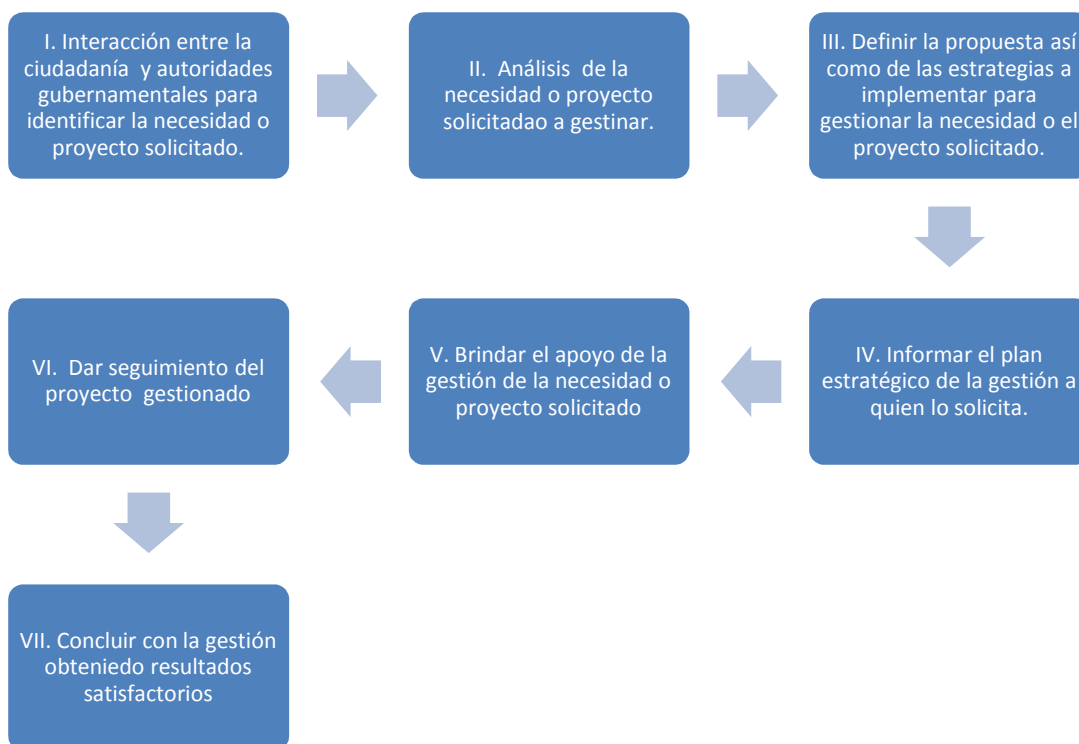 I. Interacción entre la
ciudadanía y autoridades
gubernamentales para
identificar la necesidad o
proyecto solicitado.
II. Análisis de la
necesidad o proyecto
solicitadao a gestinar.
III. Definir la propuesta así
como de las estrategias a
implementar para
gestionar la necesidad o el
proyecto solicitado.
IV. Informar el plan
estratégico de la gestión a
quien lo solicita.
V. Brindar el apoyo de la
gestión de la necesidad o
proyecto solicitado
VI. Dar seguimiento del
proyecto gestionado
VII. Concluir con la gestión
obteniedo resultados
satisfactorios